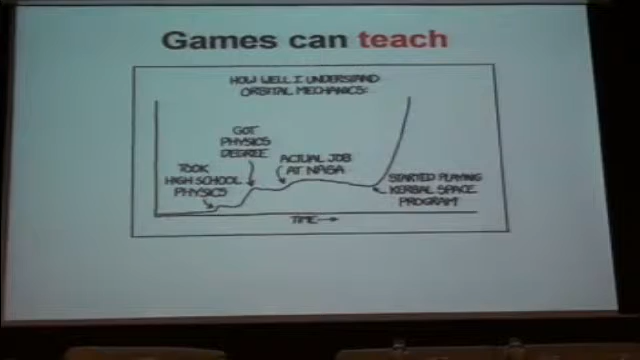 Games can teach
HOW WELL I UNDERSTAND
ORBITAL MECHANICS:
GOT
PHYSICS
DEGREE
TOOK
HIGH SCHOOL
PHYSICS
ACTUAL JOB
AT NASA
STARTED PLAYING
KERBAL SPACE
PROGRAM
TIME